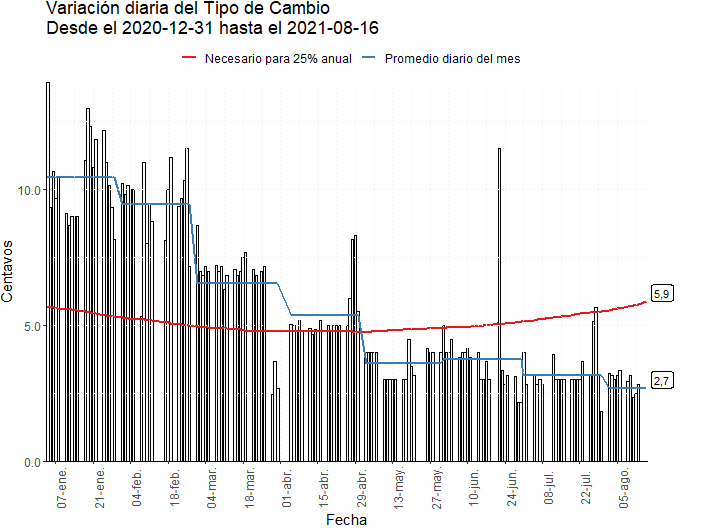 Variación diaria del Tipo de Cambio
Desde el 2020-12-31 hasta el 2021-08-16
Necesario para 25% anual
Promedio diario del mes
Centavos
10.0
5.0
0.0
5,9
2,7
07-ene.
21-ene.
04-feb.
18-feb.
04-mar.
18-mar.
01-abr.
15-abr.
29-abr.
13-may.
27-may.
10-jun.
24-jun.
08-jul.
22-jul.
05-ago.
Fecha